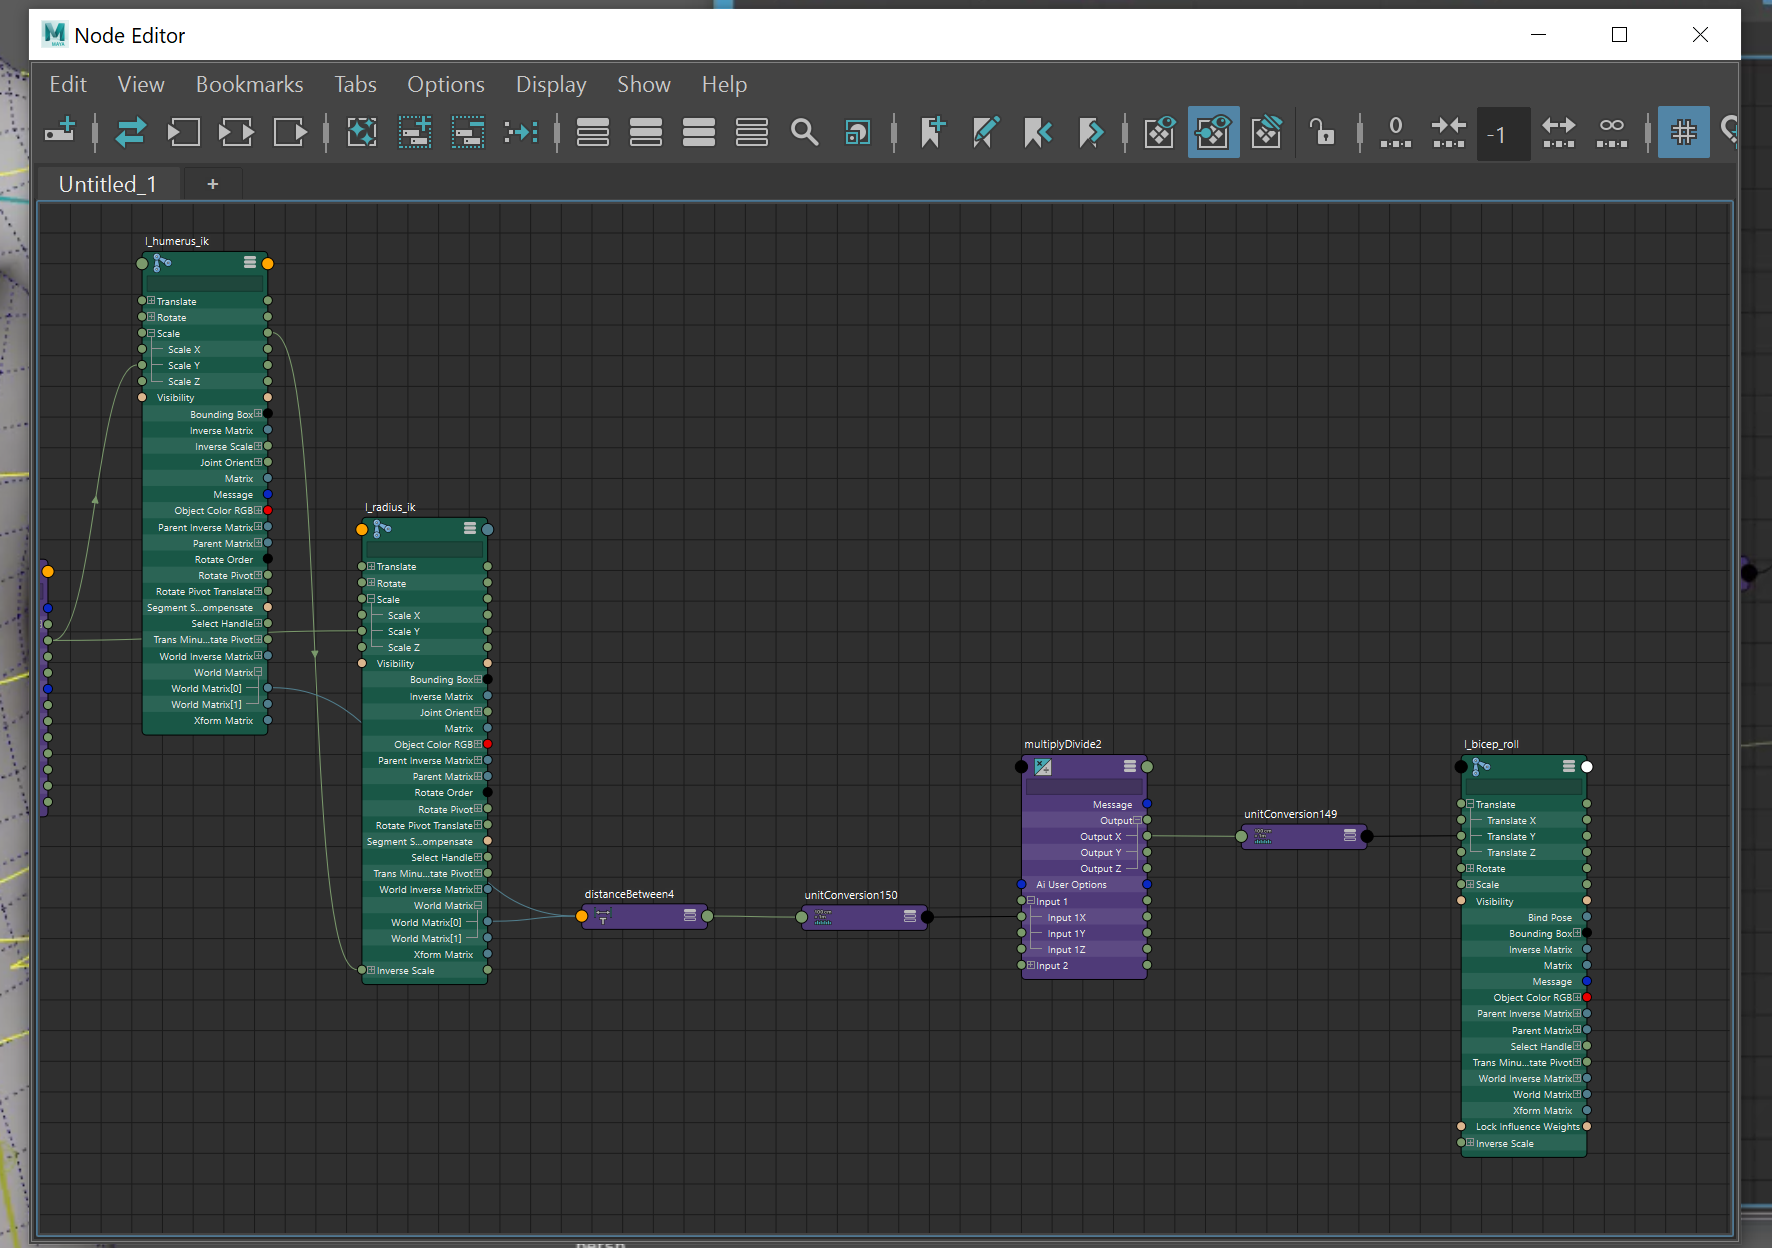 Node Editor
Edit View Bookmarks Tabs Options Display Show Help
0 -1 ∞
Untitled_1 +
l_humerus_ik
Translate
Rotate
Scale
Scale X
Scale Y
Scale Z
Visibility
Bounding Box
Inverse Matrix
Inverse Scale
Joint Orient
Matrix
Message
Object Color RGB
Parent Inverse Matrix
Parent Matrix
Rotate Order
Rotate Pivot
Rotate Pivot Translate
Segment S...ompensate
Select Handle
Trans Minu...tate Pivot
World Inverse Matrix
World Matrix
World Matrix[0]
World Matrix[1]
Xform Matrix
l_radius_ik
Translate
Rotate
Scale
Scale X
Scale Y
Scale Z
Visibility
Bounding Box
Inverse Matrix
Joint Orient
Matrix
Object Color RGB
Parent Inverse Matrix
Parent Matrix
Rotate Order
Rotate Pivot
Rotate Pivot Translate
Segment S...ompensate
Select Handle
Trans Minu...tate Pivot
World Inverse Matrix
World Matrix
World Matrix[0]
World Matrix[1]
Xform Matrix
Inverse Scale
distanceBetween4
unitConversion150
multiplyDivide2
Message
Output
Output X
Output Y
Output Z
Ai User Options
Input 1
Input 1X
Input 1Y
Input 1Z
Input 2
unitConversion149
l_bicep_roll
Translate
Translate X
Translate Y
Translate Z
Rotate
Scale
Visibility
Bind Pose
Bounding Box
Inverse Matrix
Matrix
Message
Object Color RGB
Parent Inverse Matrix
Parent Matrix
Select Handle
Trans Minu...tate Pivot
World Inverse Matrix
World Matrix
Xform Matrix
Lock Influence Weights
Inverse Scale